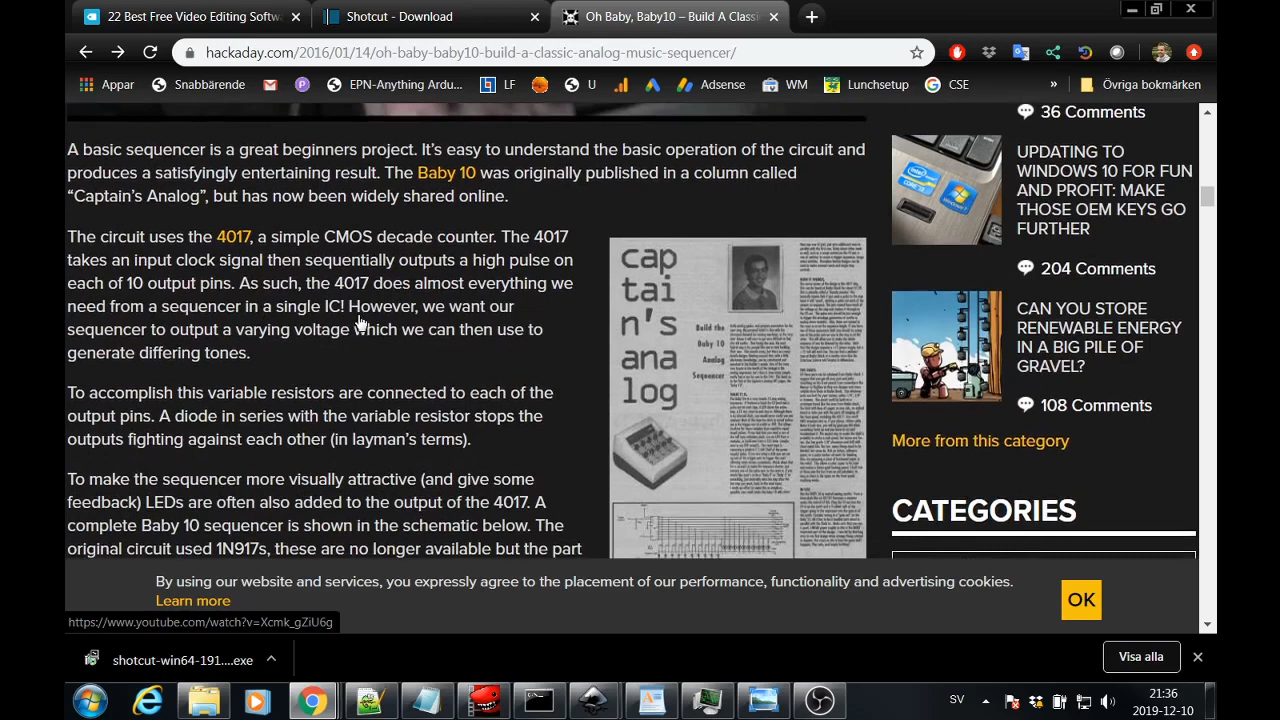 22 Best Free Video Editing Softw
Shotcut - Download
Oh Baby, Baby10 – Build A Classi
hackaday.com/2016/01/14/oh-baby-baby10-build-a-classic-analog-music-sequencer/
Appar
Snabbärende
EPN-Anything Ardu...
LF
U
Adsense
WM
Lunchsetup
CSE
»
Övriga bokmärken
A basic sequencer is a great beginners project. It's easy to understand the basic operation of the circuit and
produces a satisfyingly entertaining result. The Baby 10 was originally published in a column called
“Captain's Analog”, but has now been widely shared online.
The circuit uses the 4017, a simple CMOS decade counter. The 4017
takes an input clock signal then sequentially outputs a high pulse on
each of 10 output pins. As such, the 4017 does almost everything we
need from a sequencer in a single IC! However, we want our
sequencer to output a varying voltage which we can then use to
generate differing tones.
To accomplish this variable resistors are connected to each of the
output pins. A diode in series with the variable resistor stops the
outputs fighting against each other (in layman's terms).
To make the sequencer more visually attractive (and give some
feedback) LEDs are often also added to the output of the 4017. A
complete Baby 10 sequencer is shown in the schematic below. The
original circuit used 1N917s, these are no longer available but the part
cap
tai
n's
ana
log
Build the
Baby 10
Analog
Sequencer
36 Comments
UPDATING TO
WINDOWS 10 FOR FUN
AND PROFIT: MAKE
THOSE OEM KEYS GO
FURTHER
204 Comments
CAN YOU STORE
RENEWABLE ENERGY
IN A BIG PILE OF
GRAVEL?
108 Comments
More from this category
CATEGORIES
By using our website and services, you expressly agree to the placement of our performance, functionality and advertising cookies.
Learn more
OK
https://www.youtube.com/watch?v=Xcmk_gZiU6g
shotcut-win64-191....exe
Visa alla
SV
21:36
2019-12-10